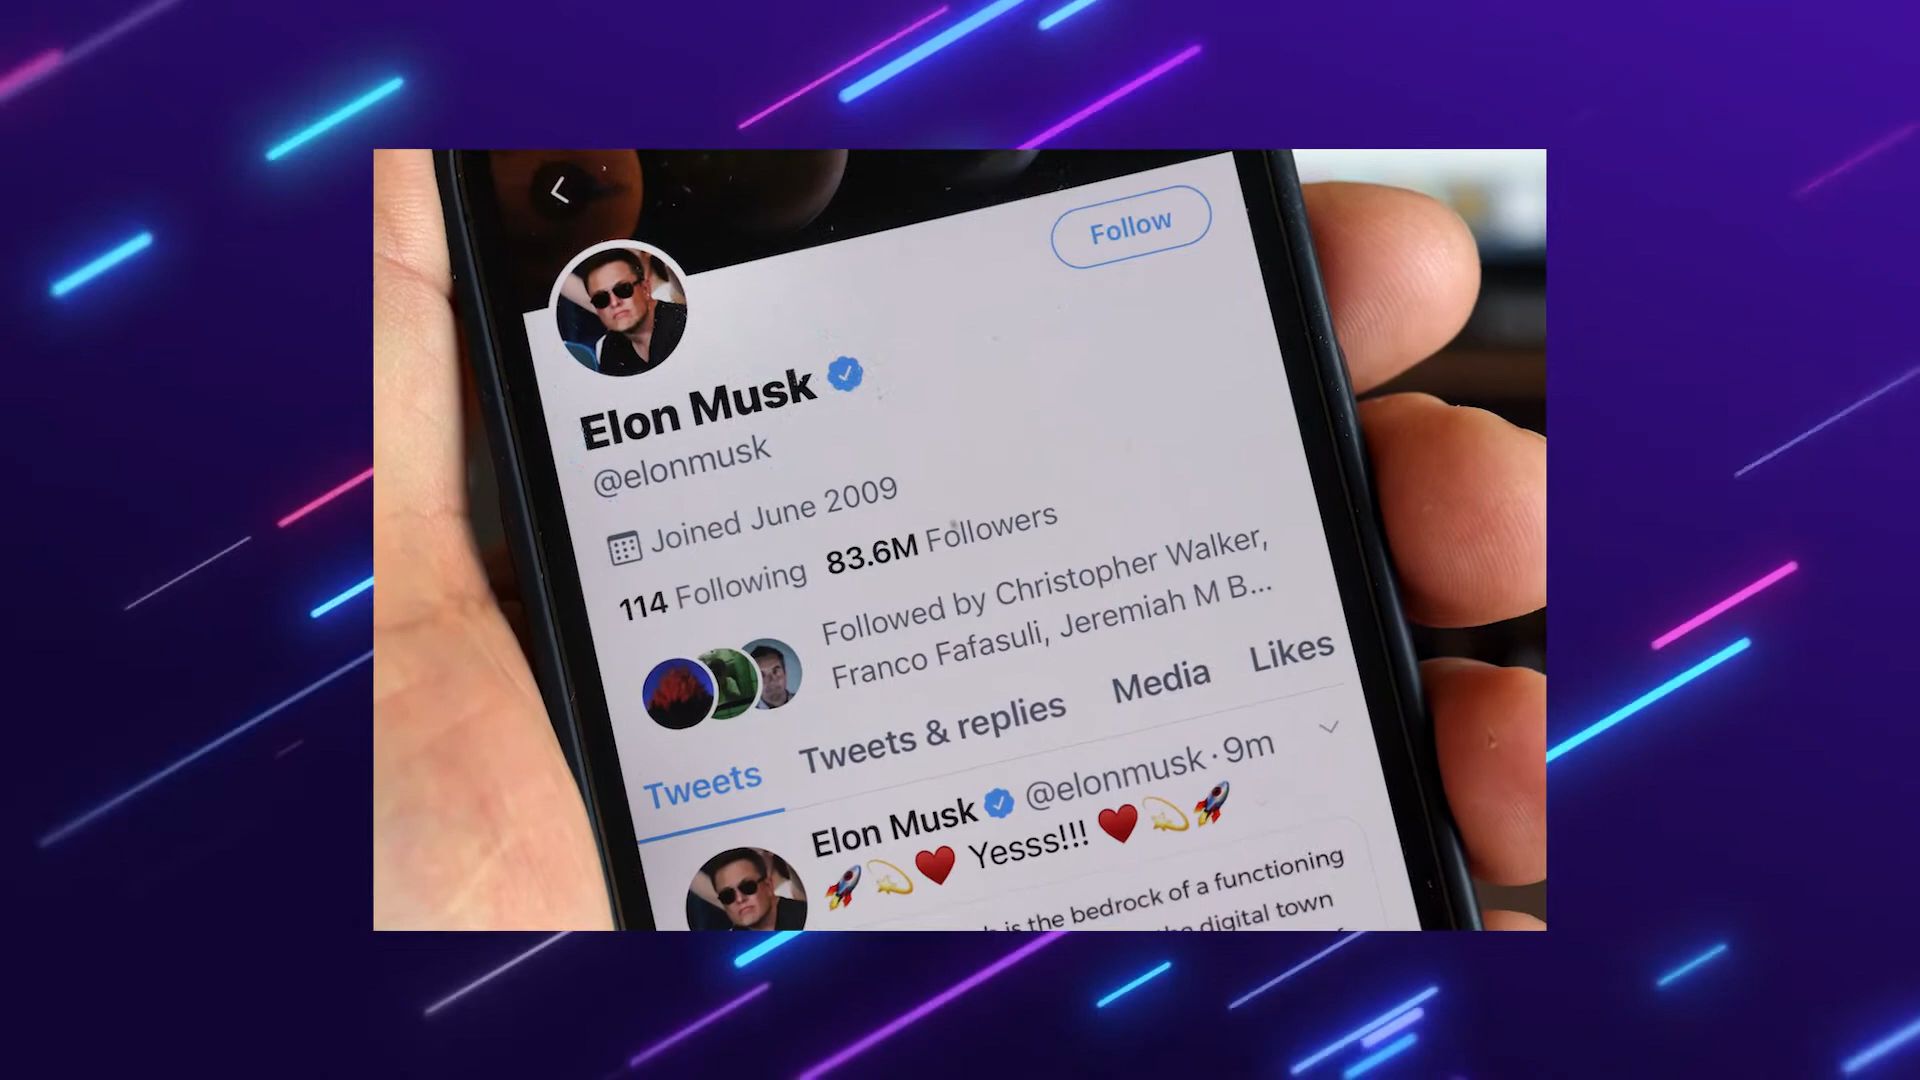 Follow
Elon Musk
@elonmusk
Joined June 2009
114 Following 83.6M Followers
Followed by Christopher Walker,
Franco Fafasuli, Jeremiah M B...
Tweets Tweets & replies Media Likes
Elon Musk @elonmusk · 9m
🚀💫❤️ Yesss!!! ❤️💫🚀
is the bedrock of a functioning
digital town